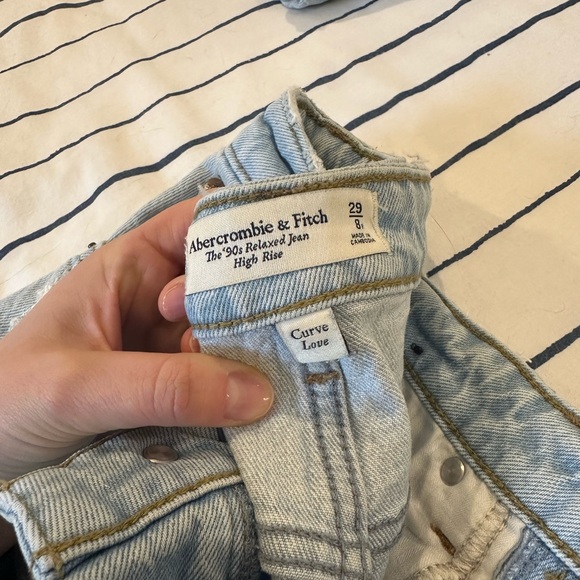 Abercrombie & Fitch
The '90s Relaxed Jean
High Rise
29
8
MADE IN
CAMBODIA
Curve
Love